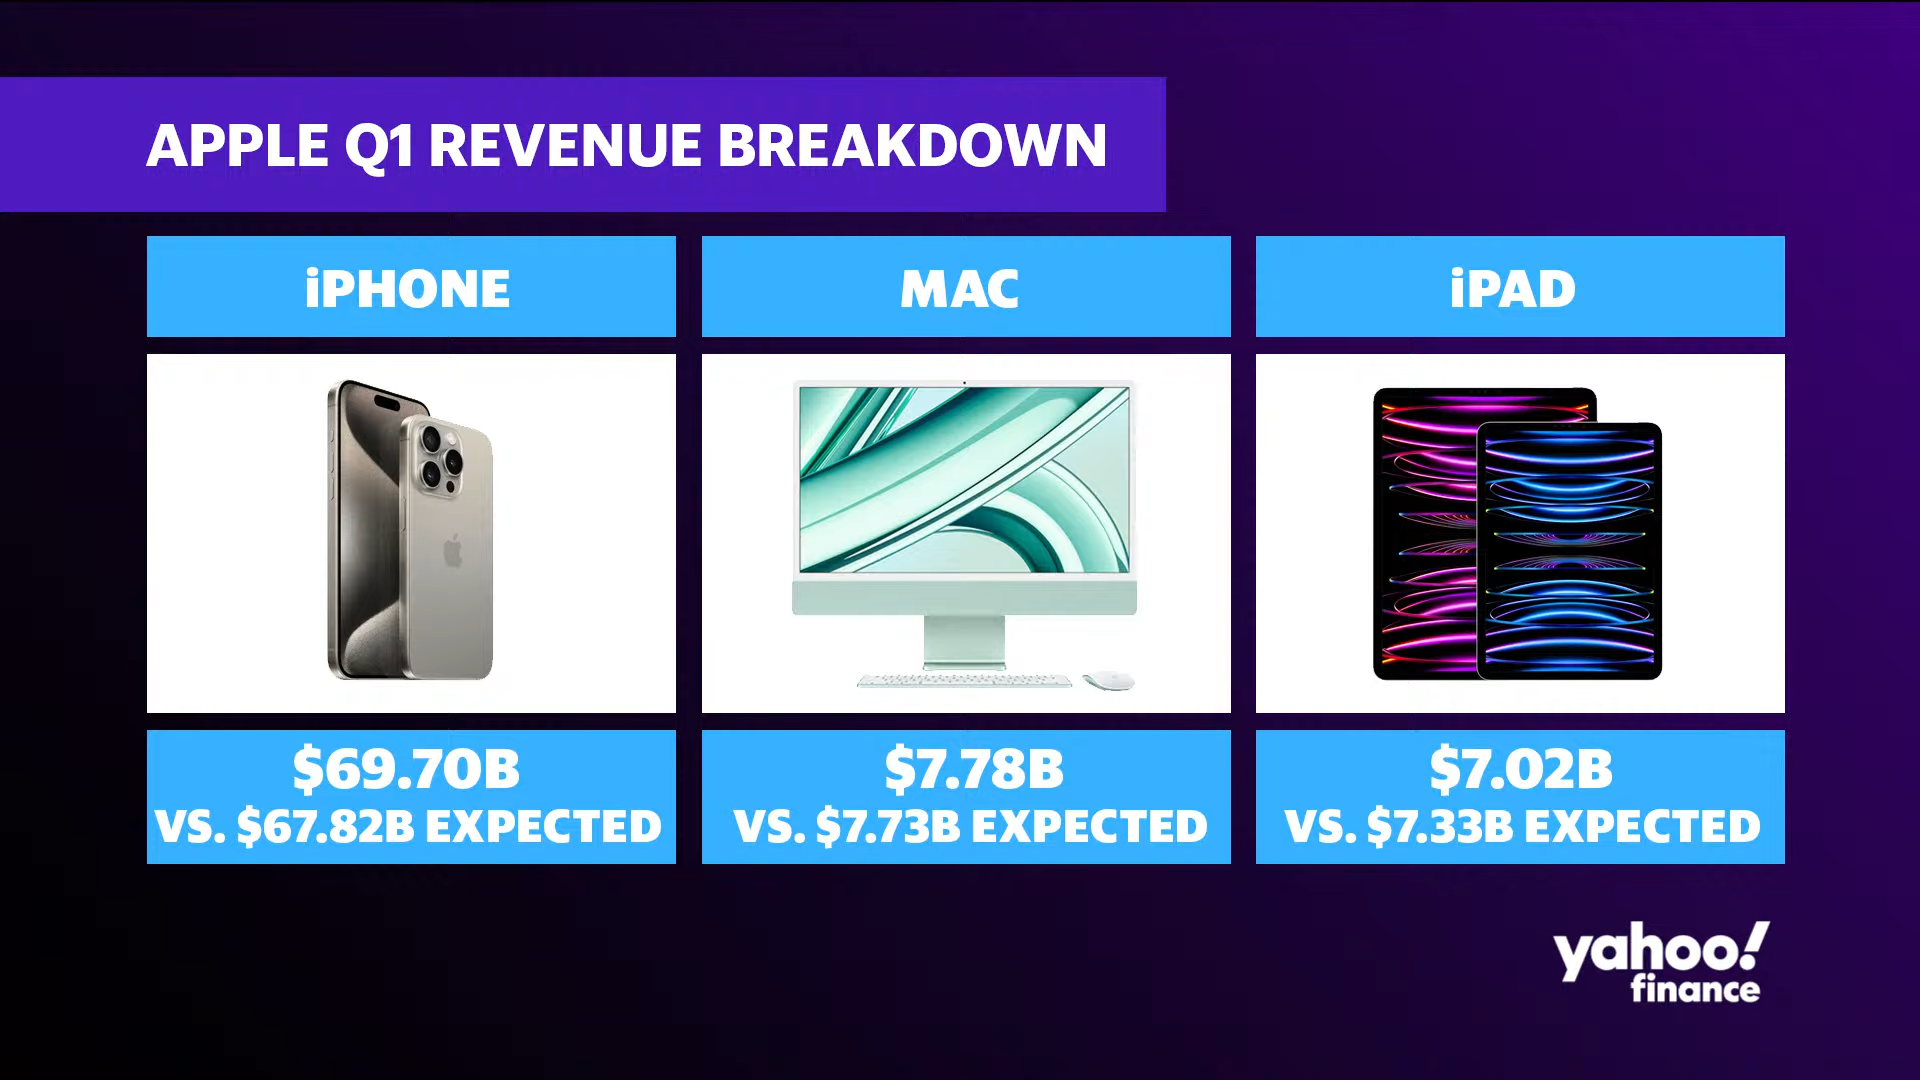 APPLE Q1 REVENUE BREAKDOWN
iPHONE
MAC
iPAD
$69.70B
VS. $67.82B EXPECTED
$7.78B
VS. $7.73B EXPECTED
$7.02B
VS. $7.33B EXPECTED
yahoo!
finance